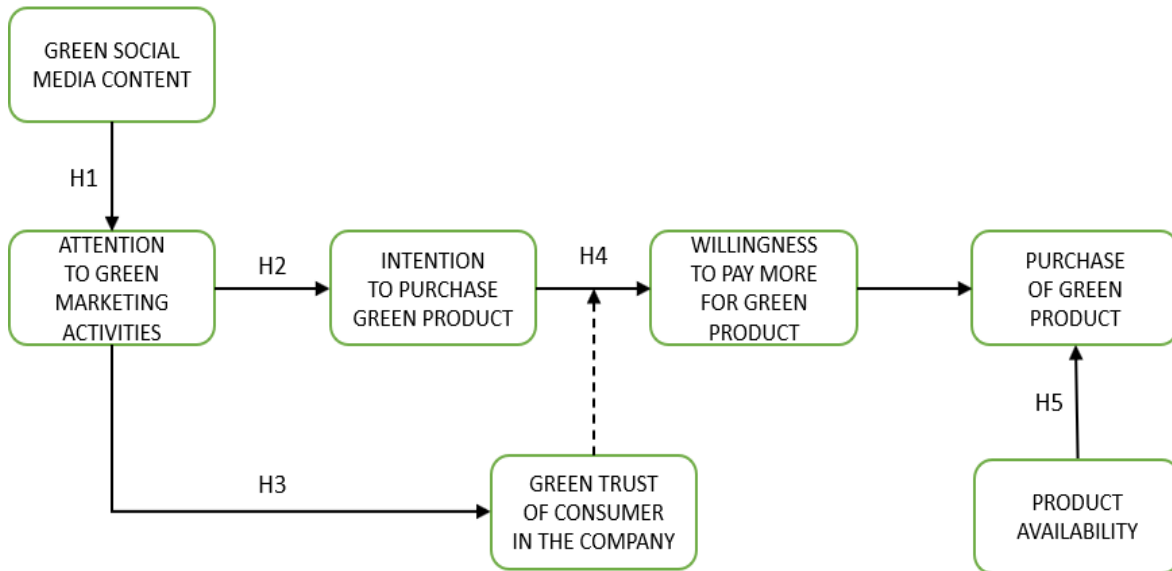 GREEN SOCIAL
MEDIA CONTENT
H1
ATTENTION
TO GREEN
MARKETING
ACTIVITIES
H2
INTENTION
TO PURCHASE
GREEN PRODUCT
H4
WILLINGNESS
TO PAY MORE
FOR GREEN
PRODUCT
PURCHASE
OF GREEN
PRODUCT
H5
H3
GREEN TRUST
OF CONSUMER
IN THE COMPANY
PRODUCT
AVAILABILITY